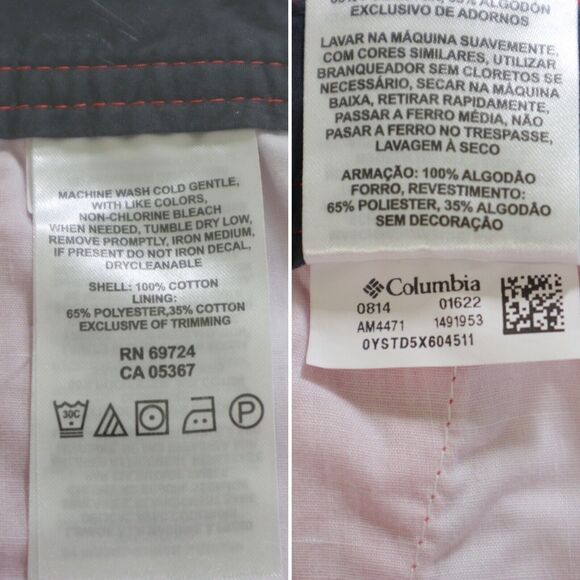 MACHINE WASH COLD GENTLE,
WITH LIKE COLORS,
NON-CHLORINE BLEACH
WHEN NEEDED, TUMBLE DRY LOW,
REMOVE PROMPTLY, IRON MEDIUM,
IF PRESENT DO NOT IRON DECAL,
DRYCLEANABLE
SHELL: 100% COTTON
LINING:
65% POLYESTER,35% COTTON
EXCLUSIVE OF TRIMMING
RN 69724
CA 05367
30C
P
EXCLUSIVO DE ADORNOS
LAVAR NA MÁQUINA SUAVEMENTE,
COM CORES SIMILARES, UTILIZAR
BRANQUEADOR SEM CLORETOS SE
NECESSÁRIO, SECAR NA MÁQUINA
BAIXA, RETIRAR RAPIDAMENTE,
PASSAR A FERRO MÉDIA, NÃO
PASAR A FERRO NO TRESPASSE,
LAVAGEM À SECO
ARMAÇÃO: 100% ALGODÃO
FORRO, REVESTIMENTO:
65% POLIESTER, 35% ALGODÃO
SEM DECORAÇÃO
Columbia
0814 01622
AM4471 1491953
0YSTD5X604511